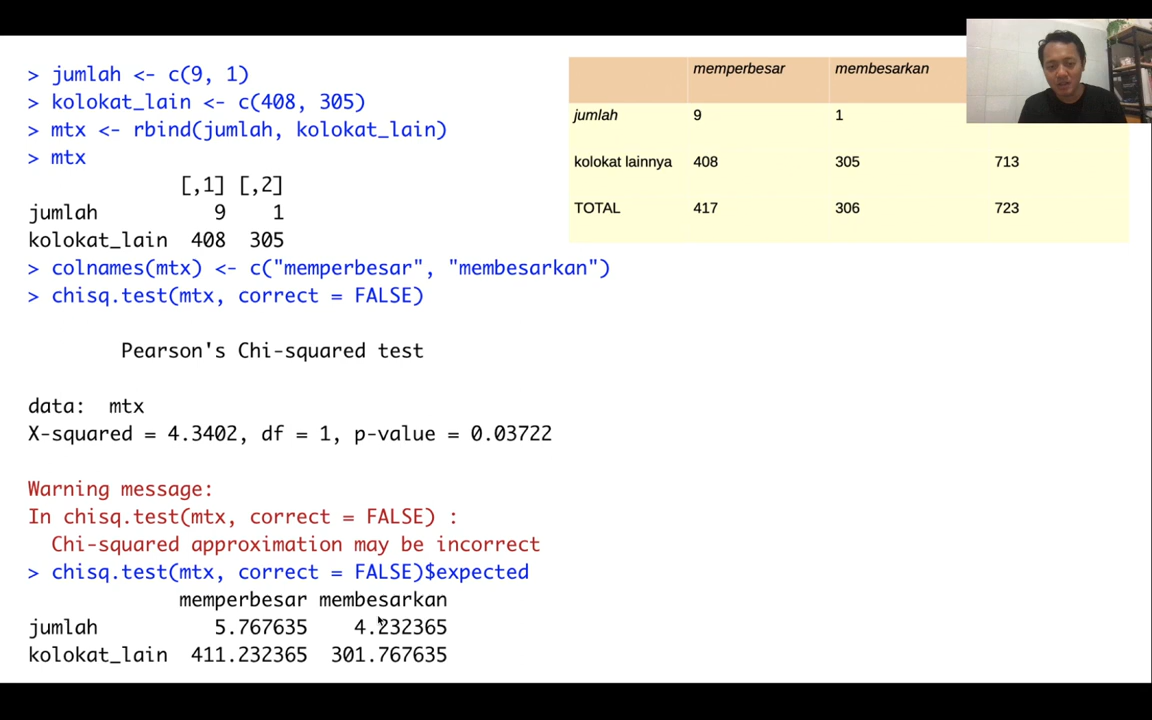 > jumlah <- c(9, 1)
> kolokat_lain <- c(408, 305)
> mtx <- rbind(jumlah, kolokat_lain)
> mtx
[,1] [,2]
jumlah 9 1
kolokat_lain 408 305
> colnames(mtx) <- c("memperbesar", "membesarkan")
> chisq.test(mtx, correct = FALSE)
Pearson's Chi-squared test
data: mtx
X-squared = 4.3402, df = 1, p-value = 0.03722
Warning message:
In chisq.test(mtx, correct = FALSE) :
Chi-squared approximation may be incorrect
> chisq.test(mtx, correct = FALSE)$expected
memperbesar membesarkan
jumlah 5.767635 4.232365
kolokat_lain 411.232365 301.767635
memperbesar membesarkan
jumlah 9 1
kolokat lainnya 408 305 713
TOTAL 417 306 723